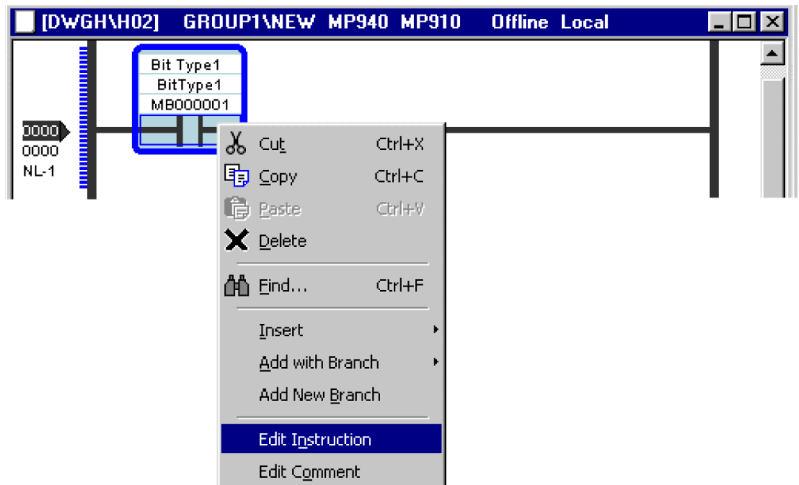 [DWGH\H02] GROUP1\NEW MP940 MP910 Offline Local
Bit Type1
BitType1
MB000001
0000
0000
NL-1
Cut Ctrl+X
Copy Ctrl+C
Paste Ctrl+V
Delete
Find... Ctrl+F
Insert
Add with Branch
Add New Branch
Edit Instruction
Edit Comment